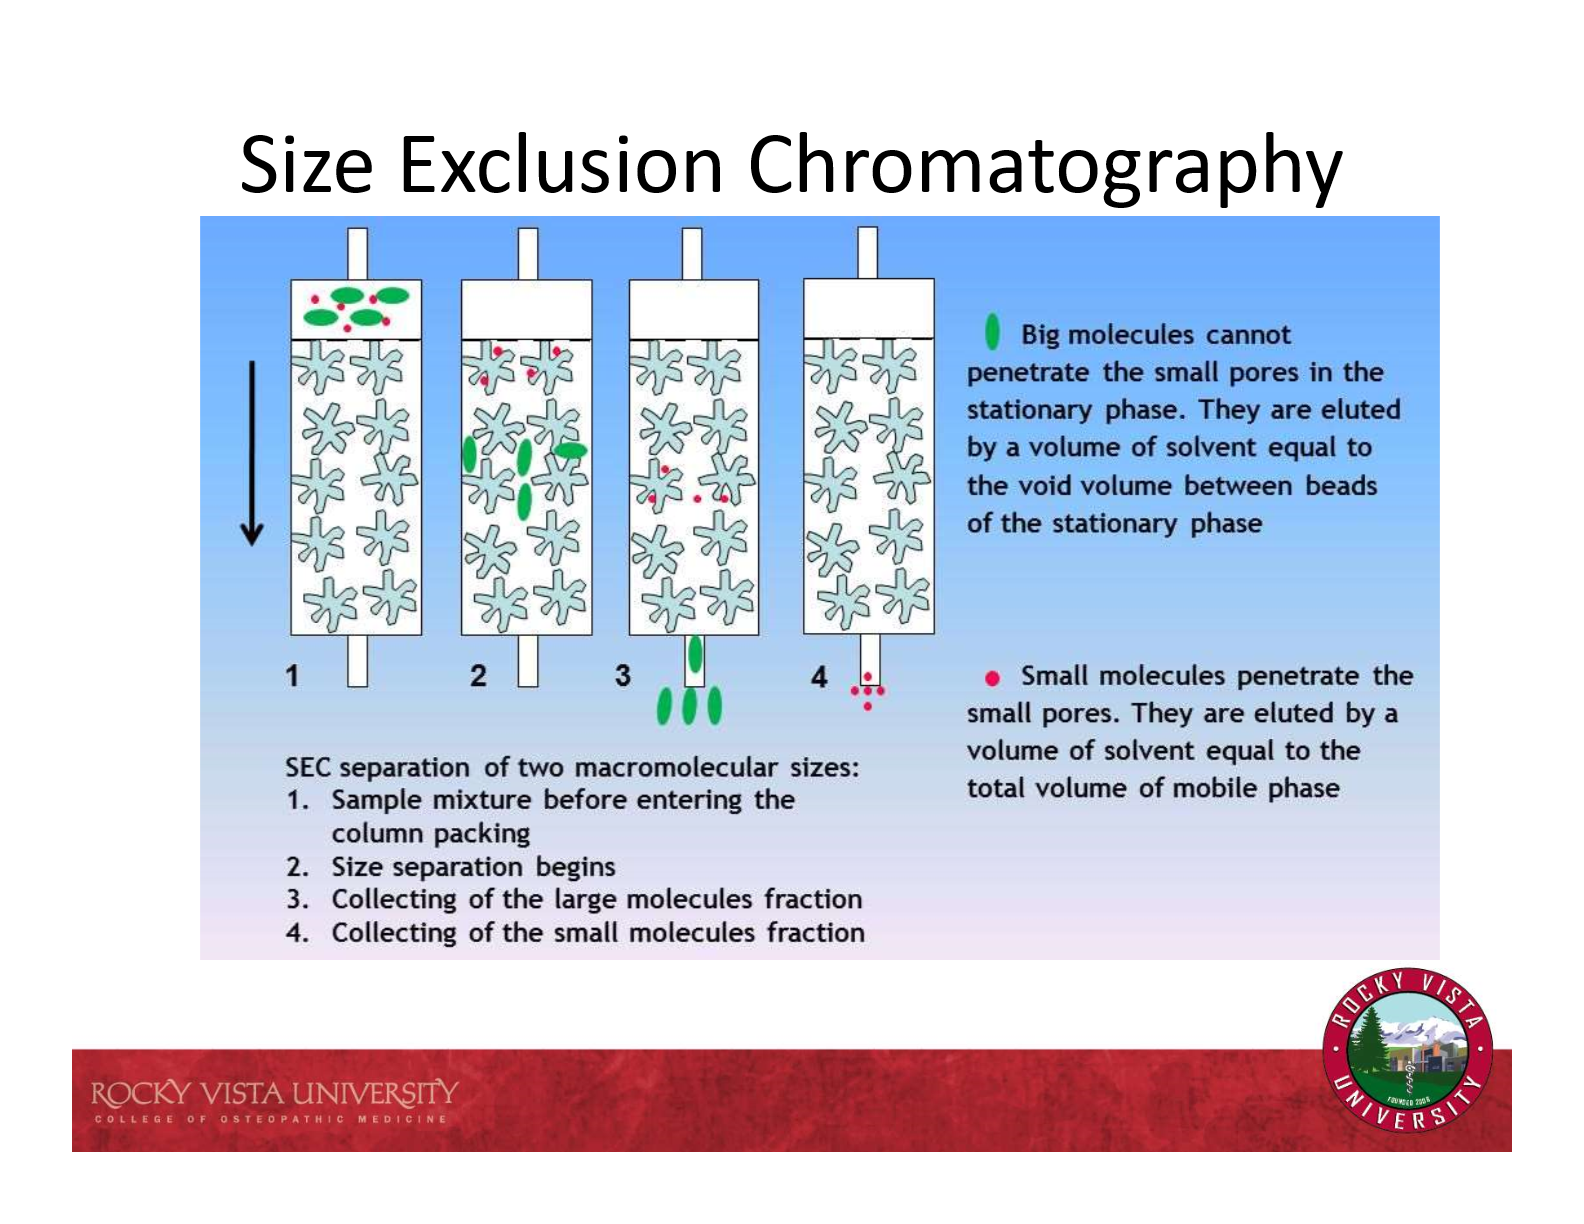 Size Exclusion Chromatography
Big molecules cannot
penetrate the small pores in the
stationary phase. They are eluted
by a volume of solvent equal to
the void volume between beads
of the stationary phase
1
2
3
4
Small molecules penetrate the
small pores. They are eluted by a
volume of solvent equal to the
total volume of mobile phase
SEC separation of two macromolecular sizes:
1. Sample mixture before entering the
column packing
2. Size separation begins
3. Collecting of the large molecules fraction
4. Collecting of the small molecules fraction
ROCKY VISTA UNIVERSITY
COLLEGE OF OSTEOPATHIC MEDICINE
ROCKY VISTA
UNIVERSITY
FOUNDED 2006